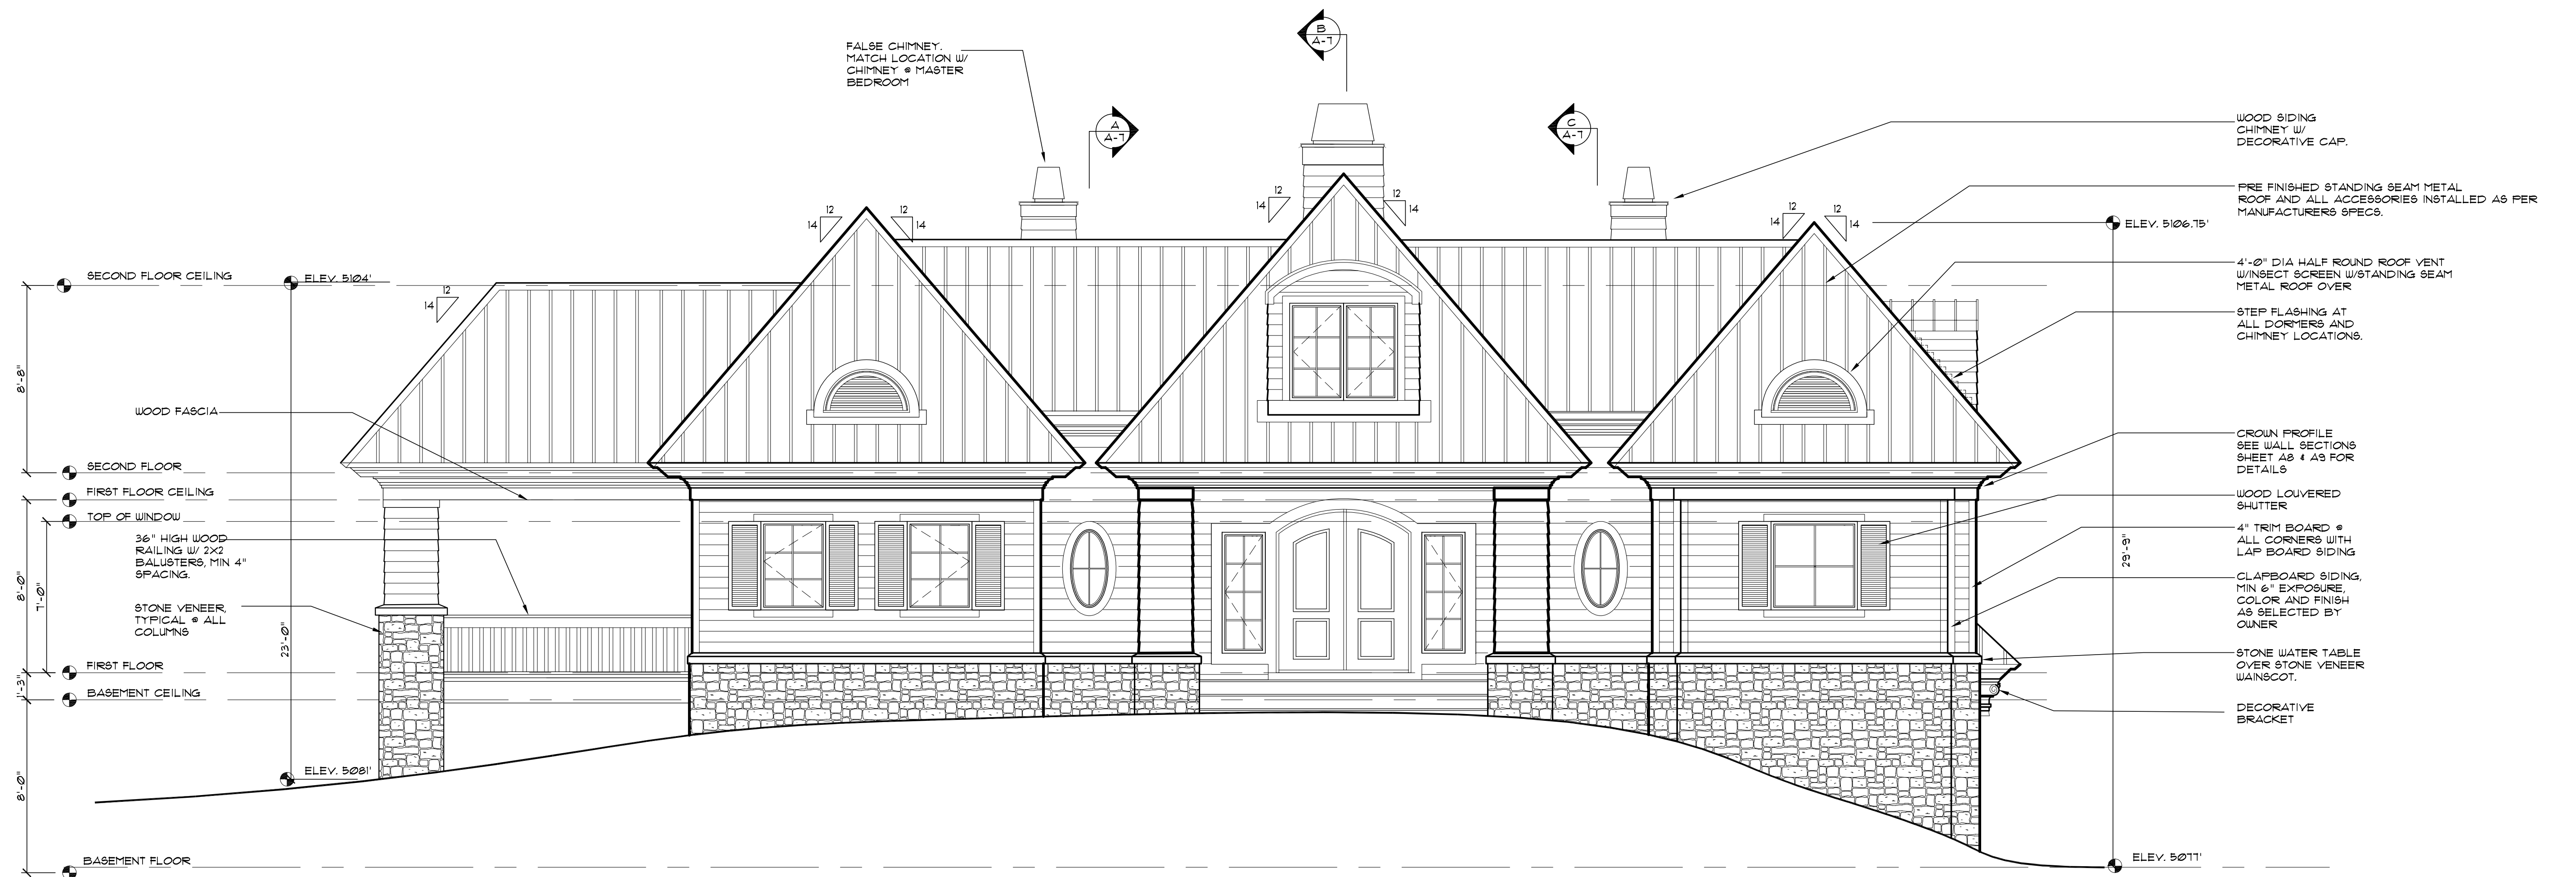 FALSE CHIMNEY.
MATCH LOCATION W/
CHIMNEY @ MASTER
BEDROOM
B
A-7
A
A-7
C
A-7
WOOD SIDING
CHIMNEY W/
DECORATIVE CAP.
PRE FINISHED STANDING SEAM METAL
ROOF AND ALL ACCESSORIES INSTALLED AS PER
MANUFACTURERS SPECS.
12
14
12
14
12
14
12
14
12
14
12
14
12
14
ELEV. 5106.75'
4'-0" DIA HALF ROUND ROOF VENT
W/INSECT SCREEN W/STANDING SEAM
METAL ROOF OVER
STEP FLASHING AT
ALL DORMERS AND
CHIMNEY LOCATIONS.
SECOND FLOOR CEILING
ELEV. 5104'
8'-8"
WOOD FASCIA
SECOND FLOOR
FIRST FLOOR CEILING
TOP OF WINDOW
36" HIGH WOOD
RAILING W/ 2X2
BALUSTERS, MIN 4"
SPACING.
8'-0"
7'-0"
STONE VENEER,
TYPICAL @ ALL
COLUMNS
23'-0"
FIRST FLOOR
1'-3"
BASEMENT CEILING
ELEV. 5081'
8'-0"
BASEMENT FLOOR
CROWN PROFILE
SEE WALL SECTIONS
SHEET A8 & A9 FOR
DETAILS
WOOD LOUVERED
SHUTTER
4" TRIM BOARD @
ALL CORNERS WITH
LAP BOARD SIDING
29'-9"
CLAPBOARD SIDING,
MIN 6" EXPOSURE,
COLOR AND FINISH
AS SELECTED BY
OWNER
STONE WATER TABLE
OVER STONE VENEER
WAINSCOT.
DECORATIVE
BRACKET
ELEV. 5077'